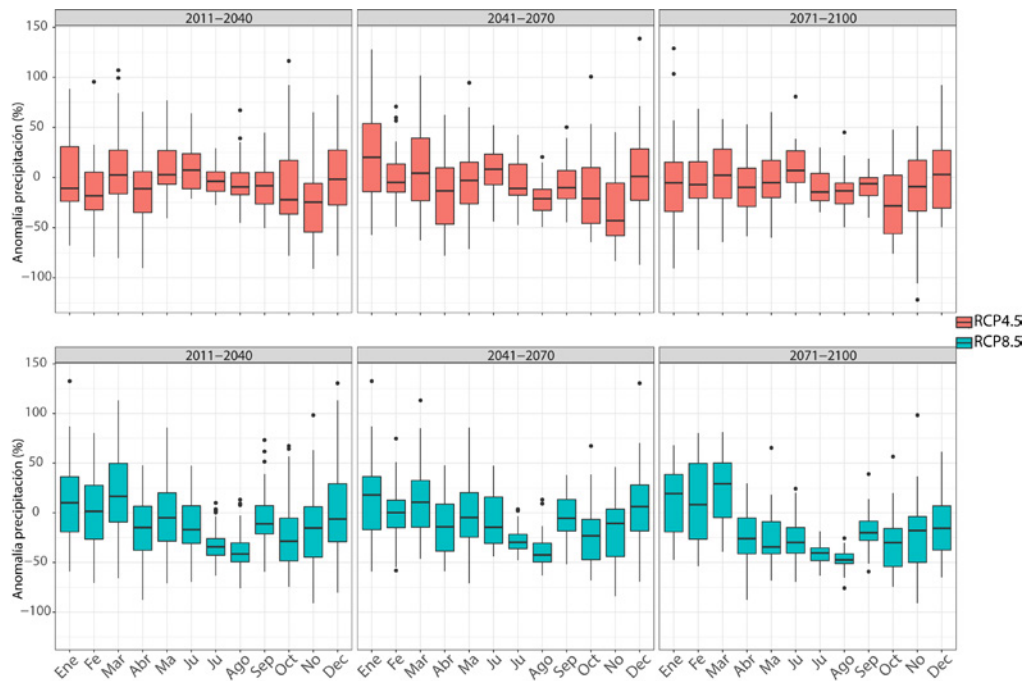 2011−2040
2041−2070
2071−2100
Anomalía precipitación (%)
150
100
50
0
−50
−100
RCP4.5
RCP8.5
2011−2040
2041−2070
2071−2100
Anomalía precipitación (%)
150
100
50
0
−50
−100
Ene Fe Mar Abr Ma Ju Ju Ago Sep Oct No Dec
Ene Fe Mar Abr Ma Ju Ju Ago Sep Oct No Dec
Ene Fe Mar Abr Ma Ju Ju Ago Sep Oct No Dec